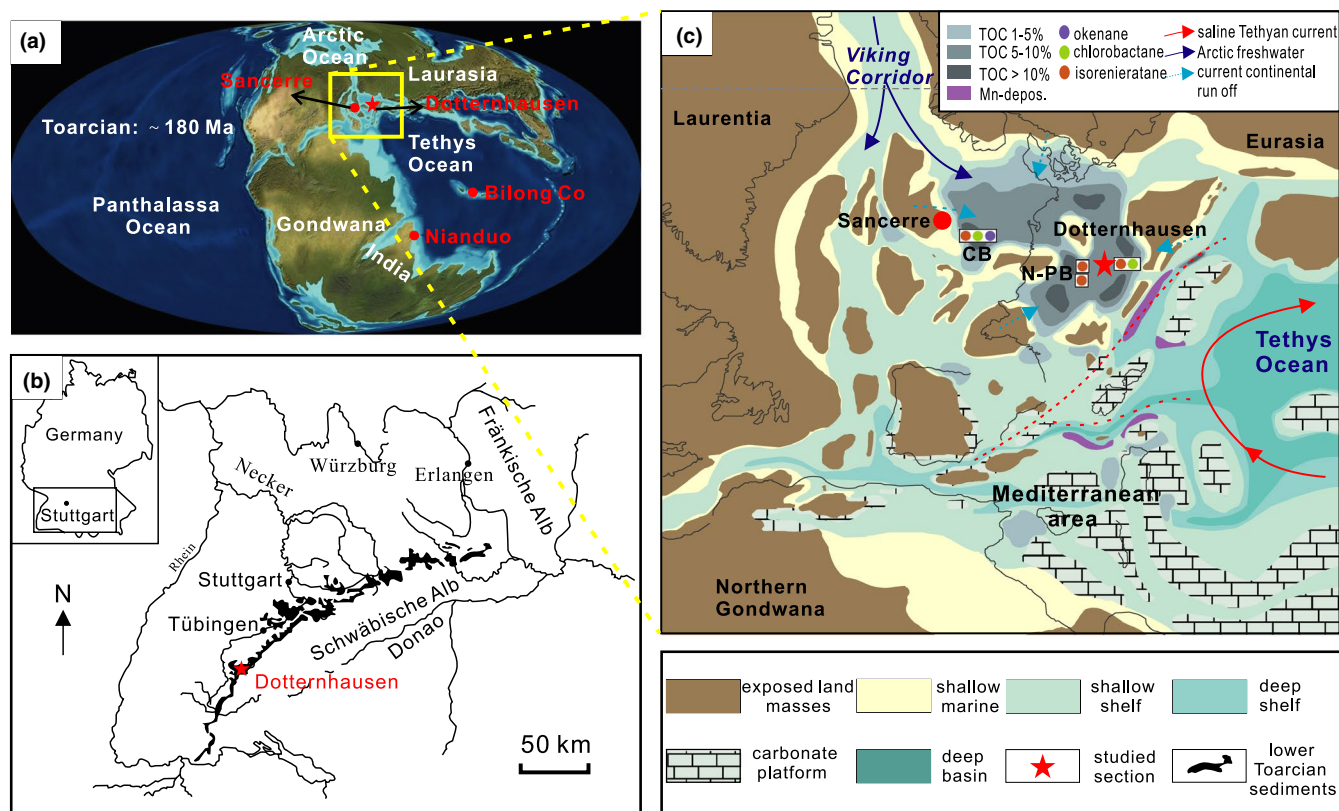 (a)
Arctic
Ocean
Laurasia
Sancerre
Dotternhausen
Toarcian: ~ 180 Ma
Tethys
Ocean
Bilong Co
Panthalassa
Ocean
Gondwana
Nianduo
India
(b)
Germany
Stuttgart
Würzburg
Erlangen
Fränkische Alb
Necker
Rhein
Stuttgart
Schwäbische Alb
Tübingen
Donao
N
Dotternhausen
50 km
(c)
Viking
Corridor
TOC 1-5%
TOC 5-10%
TOC > 10%
Mn-depos.
okenane
chlorobactane
isorenieratane
saline Tethyan current
Arctic freshwater
current continental
run off
Laurentia
Eurasia
Sancerre
Dotternhausen
CB
N-PB
Tethys
Ocean
Mediterranean
area
Northern
Gondwana
exposed land
masses
shallow
marine
shallow
shelf
deep
shelf
carbonate
platform
deep
basin
studied
section
lower
Toarcian
sediments